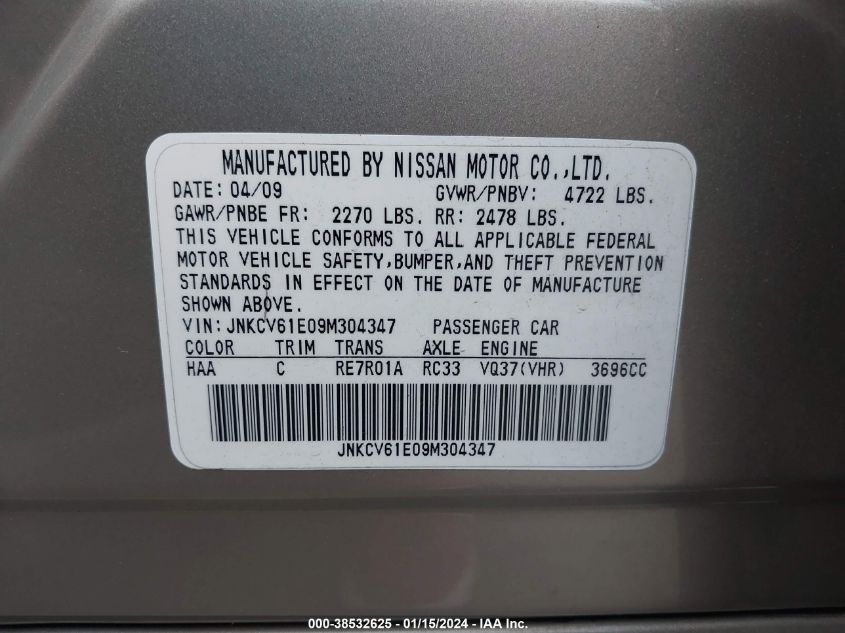 MANUFACTURED BY NISSAN MOTOR CO.,LTD.
DATE: 04/09 GVWR/PNBV: 4722 LBS.
GAWR/PNBE FR: 2270 LBS. RR: 2478 LBS.
THIS VEHICLE CONFORMS TO ALL APPLICABLE FEDERAL
MOTOR VEHICLE SAFETY,BUMPER,AND THEFT PREVENTION
STANDARDS IN EFFECT ON THE DATE OF MANUFACTURE
SHOWN ABOVE.
VIN:JNKCV61E09M304347 PASSENGER CAR
COLOR TRIM TRANS AXLE ENGINE
HAA C RE7R01A RC33 VQ37(VHR) 3696CC
JNKCV61E09M304347
000-38532625 - 01/15/2024 - IAA Inc.